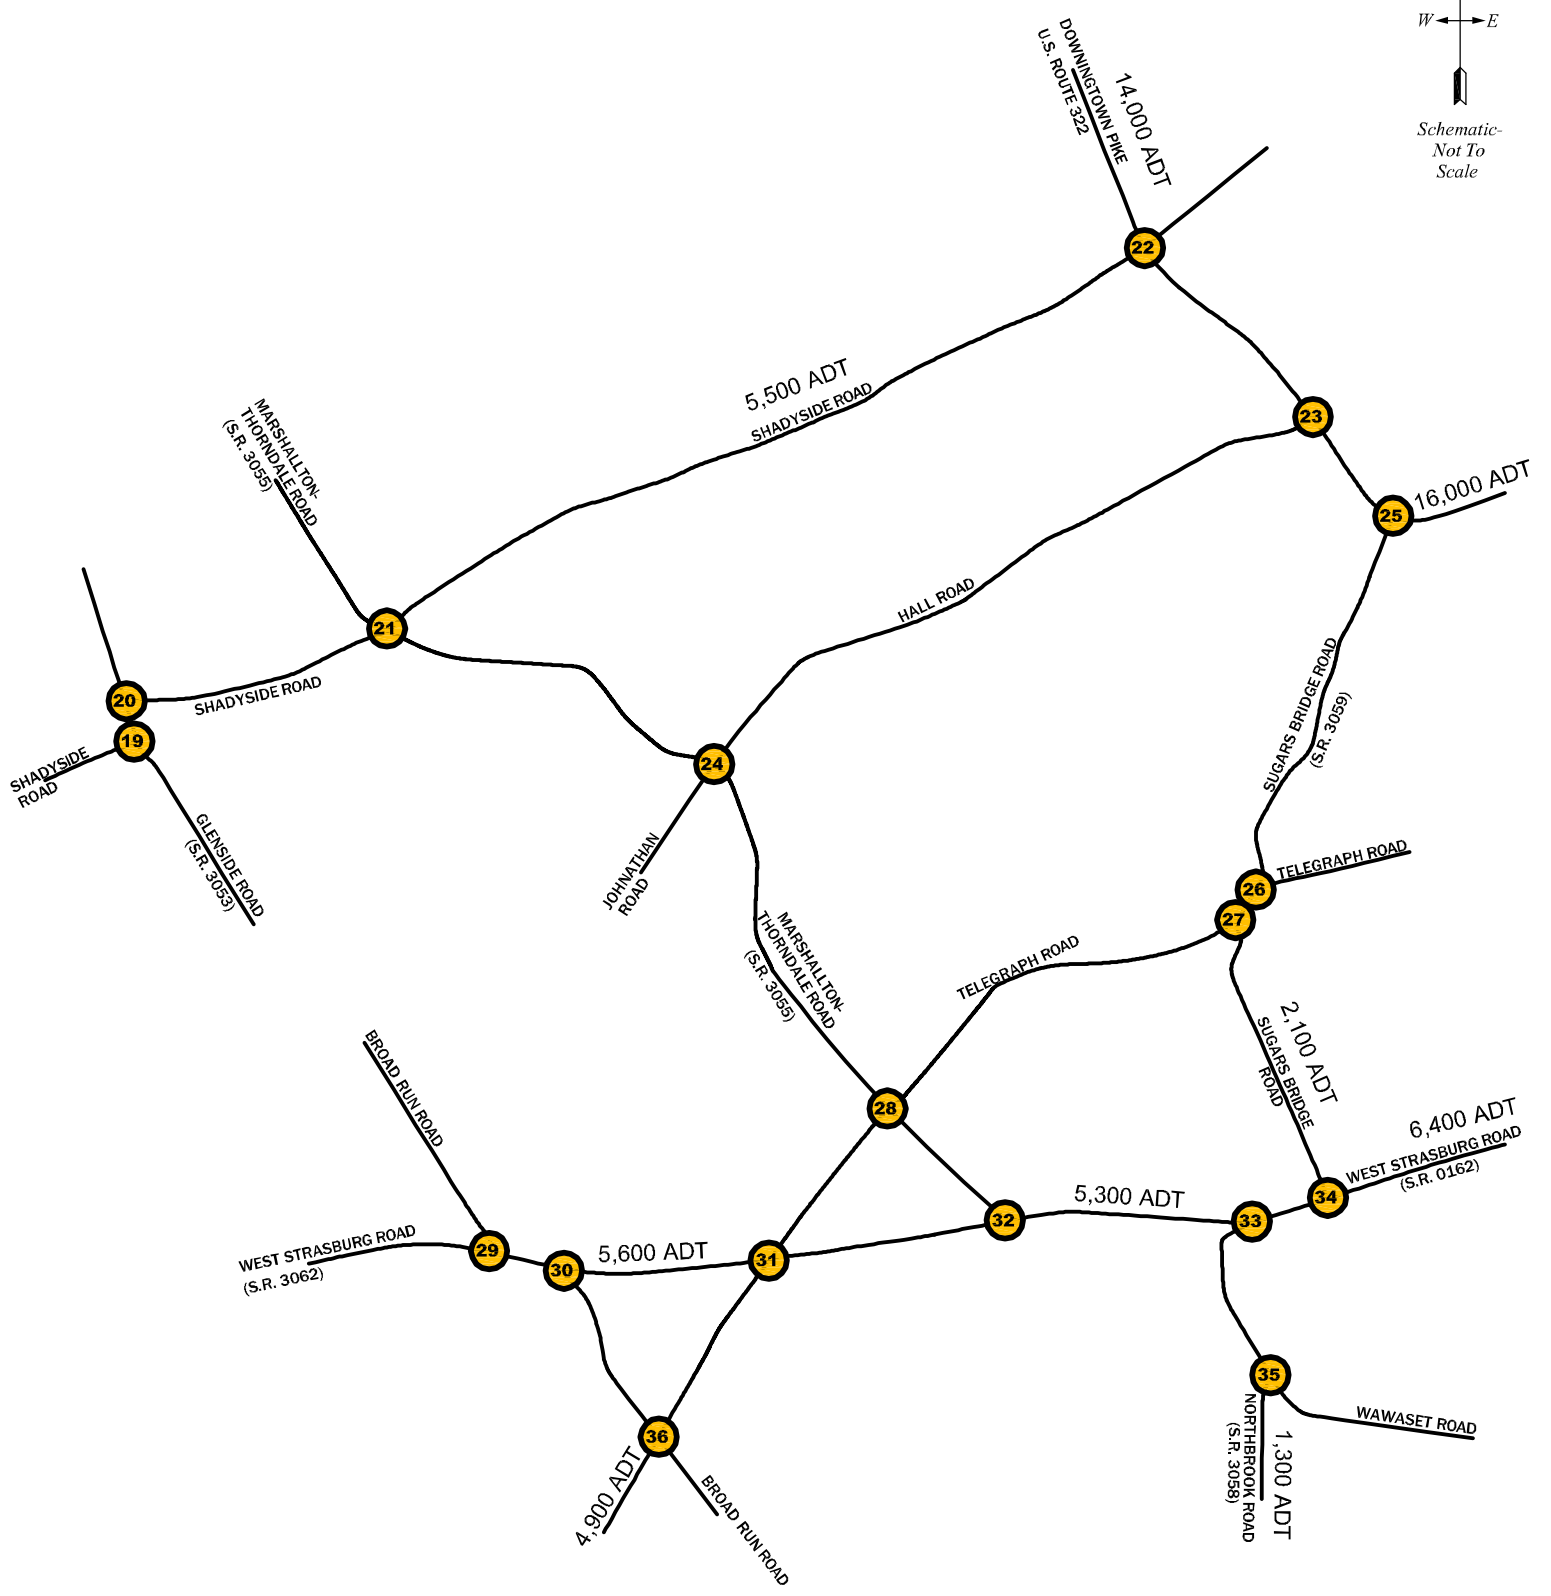 W E
Schematic-
Not To
Scale
DOWNINGTOWN PIKE
U.S. ROUTE 322
14,000 ADT
22
5,500 ADT
SHADYSIDE ROAD
23
MARSHALLTON-
THORNDALE ROAD
(S.R. 3055)
16,000 ADT
25
21
HALL ROAD
20
SHADYSIDE ROAD
19
SHADYSIDE
ROAD
GLENSIDE ROAD
(S.R. 3053)
24
JOHNATHAN
ROAD
SUGARS BRIDGE ROAD
(S.R. 3059)
TELEGRAPH ROAD
26
27
TELEGRAPH ROAD
MARSHALLTON-
THORNDALE ROAD
(S.R. 3055)
2,100 ADT
SUGARS BRIDGE
ROAD
BROAD RUN ROAD
28
6,400 ADT
WEST STRASBURG ROAD
(S.R. 0162)
34
5,300 ADT
32
33
WEST STRASBURG ROAD
(S.R. 3062)
29
30
5,600 ADT
31
35
WAWASET ROAD
NORTHBROOK ROAD
(S.R. 3058)
1,300 ADT
36
4,900 ADT
BROAD RUN ROAD